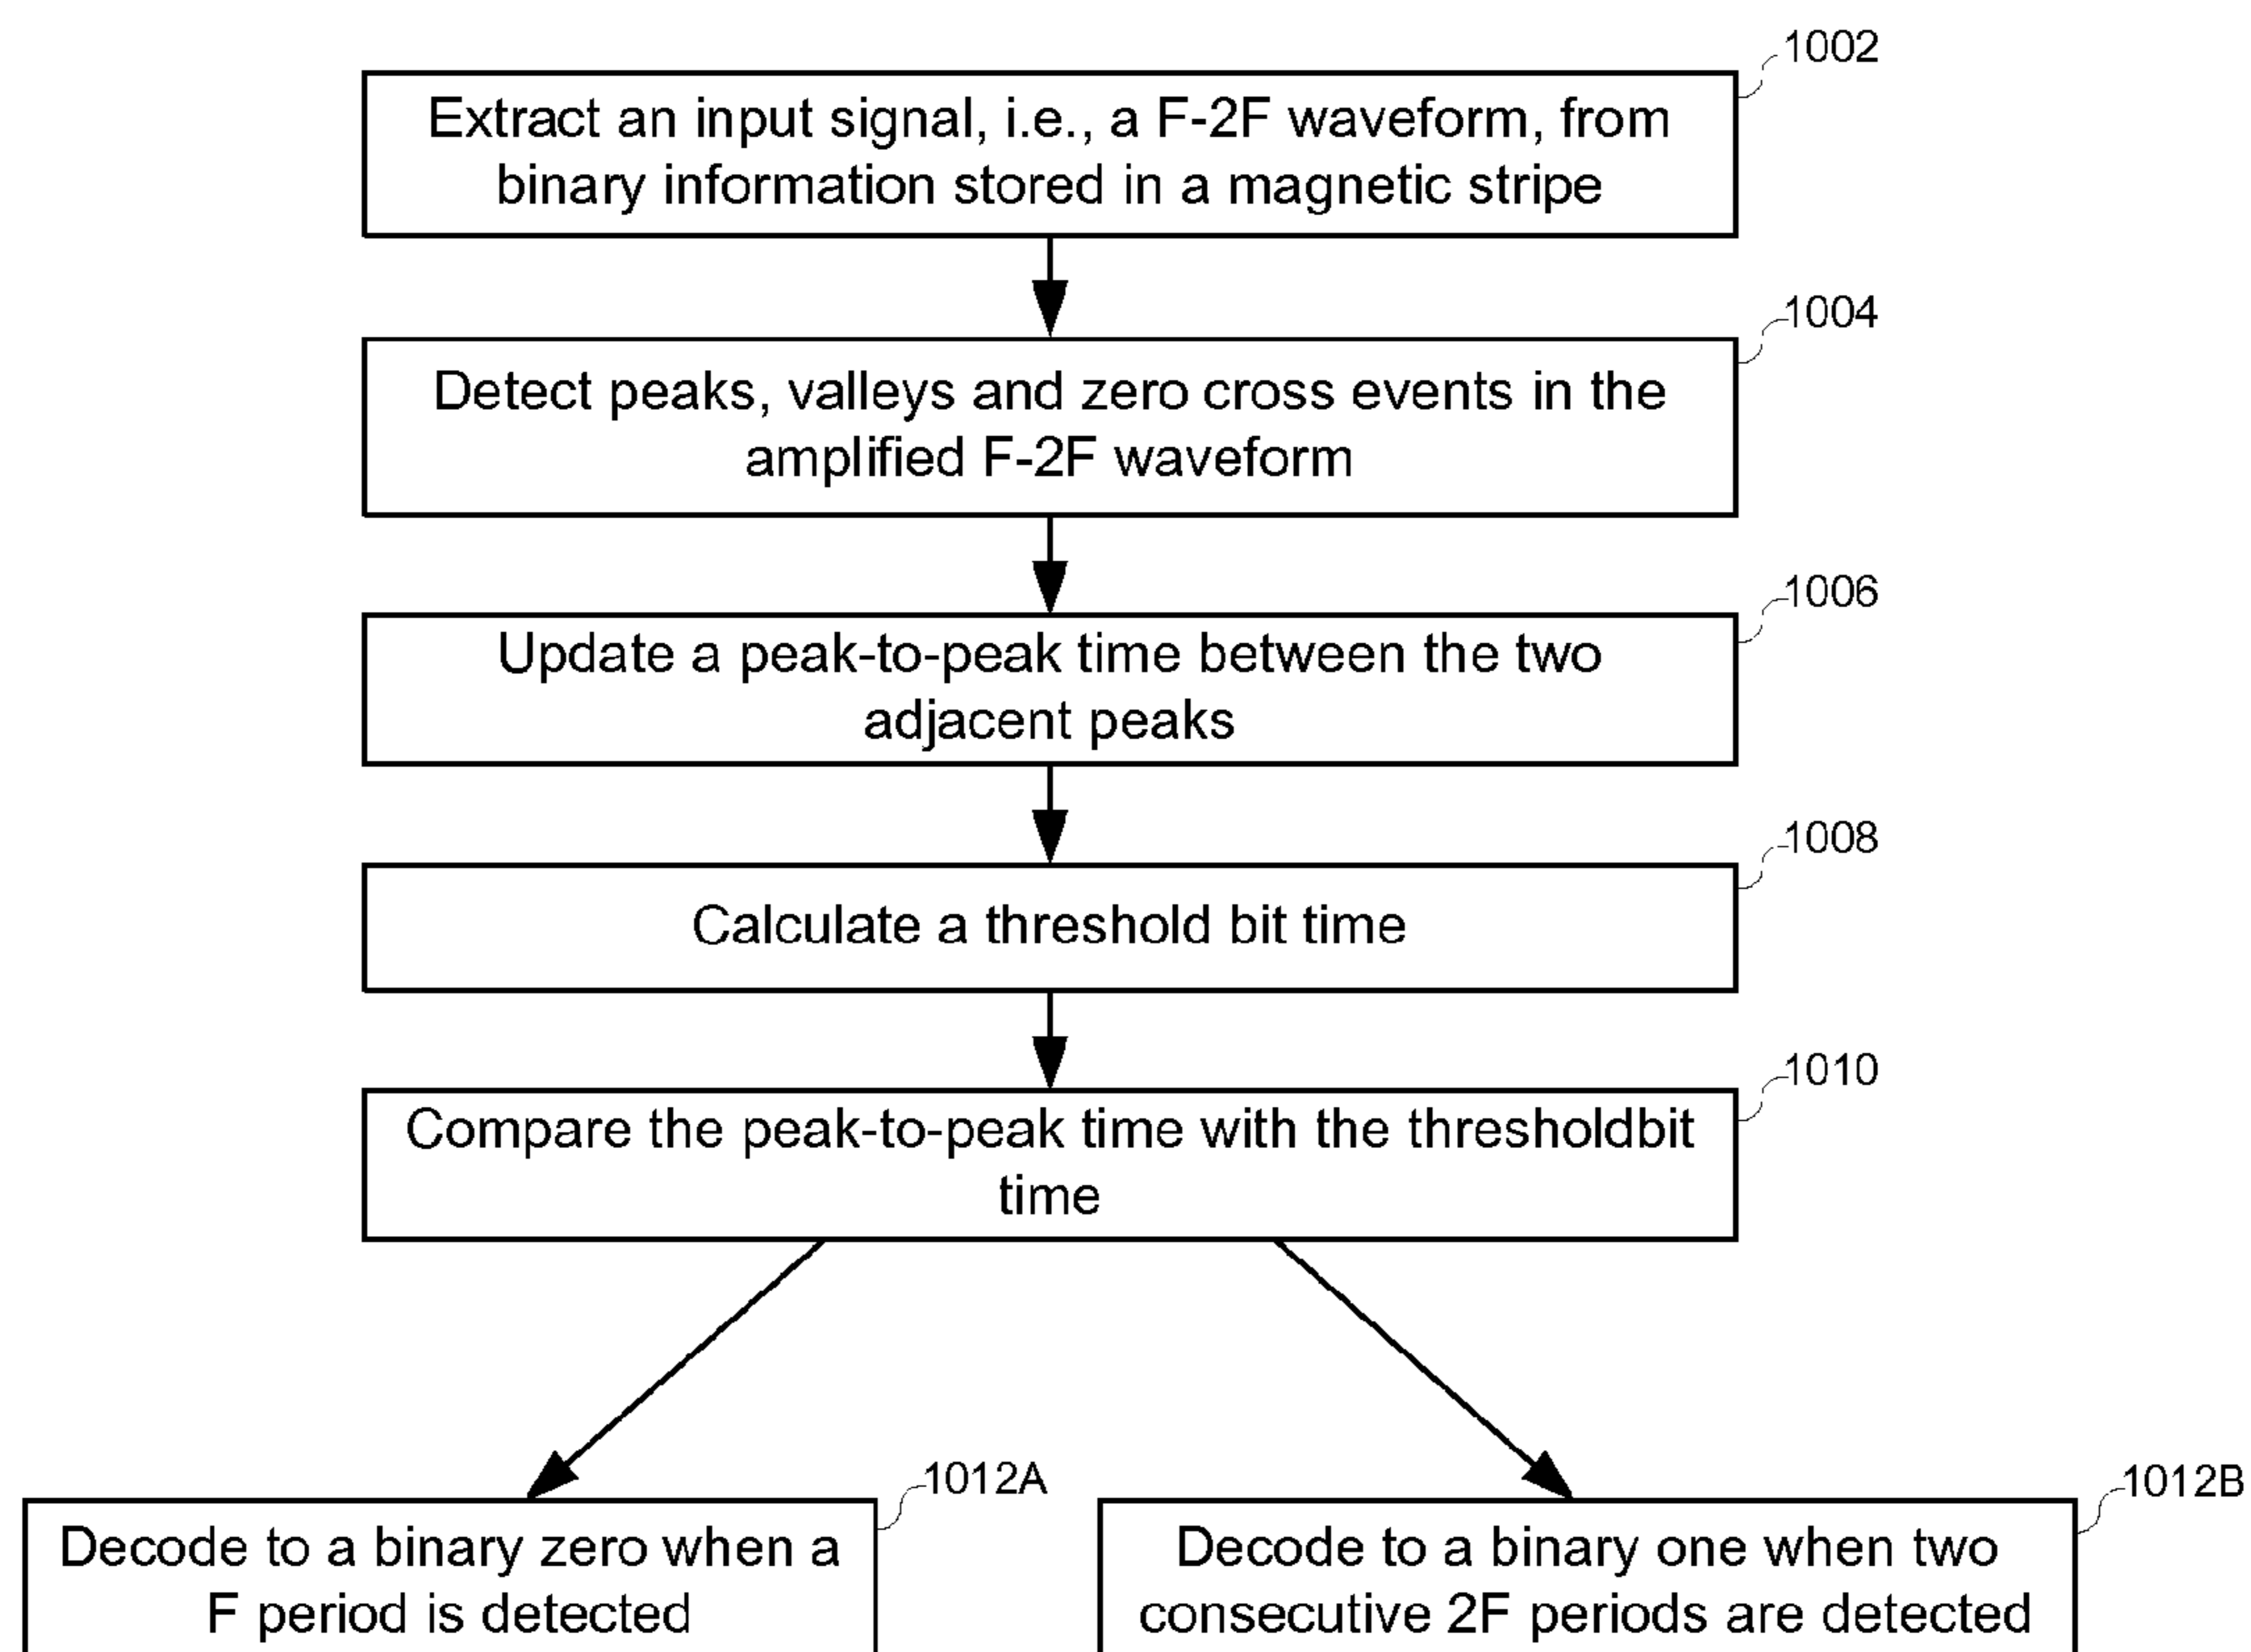 1002
Extract an input signal, i.e., a F-2F waveform, from
binary information stored in a magnetic stripe
1004
Detect peaks, valleys and zero cross events in the
amplified F-2F waveform
1006
Update a peak-to-peak time between the two
adjacent peaks
1008
Calculate a threshold bit time
1010
Compare the peak-to-peak time with the thresholdbit
time
1012A
Decode to a binary zero when a
F period is detected
1012B
Decode to a binary one when two
consecutive 2F periods are detected